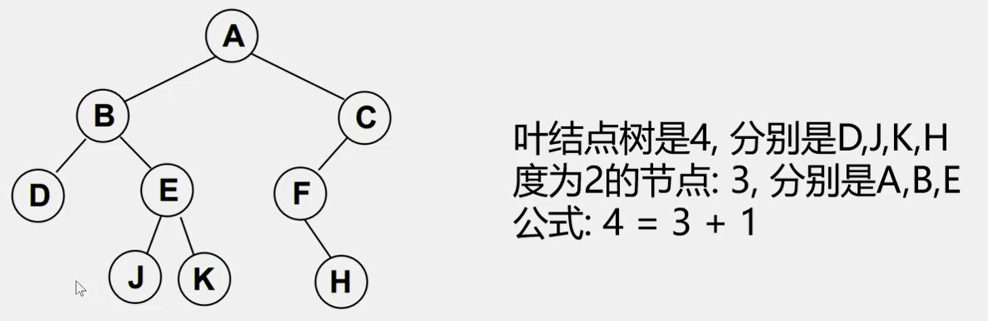 A
B
C
D
E
F
J
K
H
叶结点树是4, 分别是D,J,K,H
度为2的节点: 3, 分别是A,B,E
公式: 4 = 3 + 1